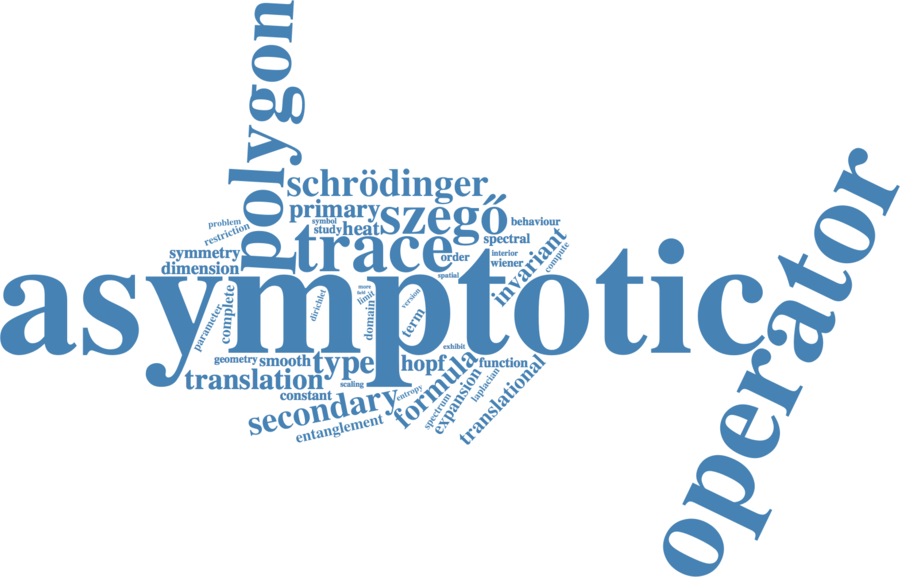 polygon
schrödinger
primary
szegő
problem
symbol
behaviour
restriction
study
heat
trace
spectral
symmetry
order
interior
invariant
dimension
wiener
compute
spatial
asymptotic
operator
complete
dirichlet
more
limit
version
parameter
domain
term
exhibit
geometry
smooth
type
hopf
function
translation
scaling
formula
laplacian
translational
constant
entropy
expansion
secondary
spectrum
entanglement